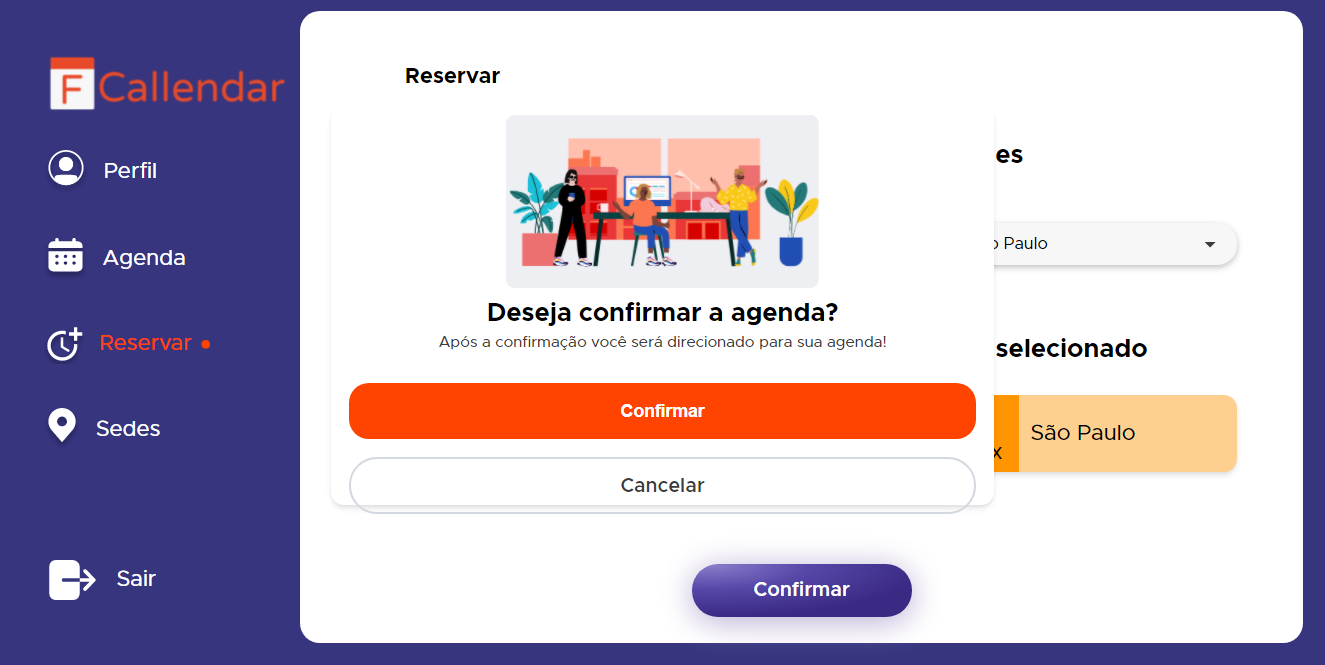 F Callendar
Perfil
Agenda
Reservar
Sedes
Sair
Reservar
es
Deseja confirmar a agenda?
Após a confirmação você será direcionado para sua agenda!
Confirmar
Cancelar
o Paulo
selecionado
x
São Paulo
Confirmar